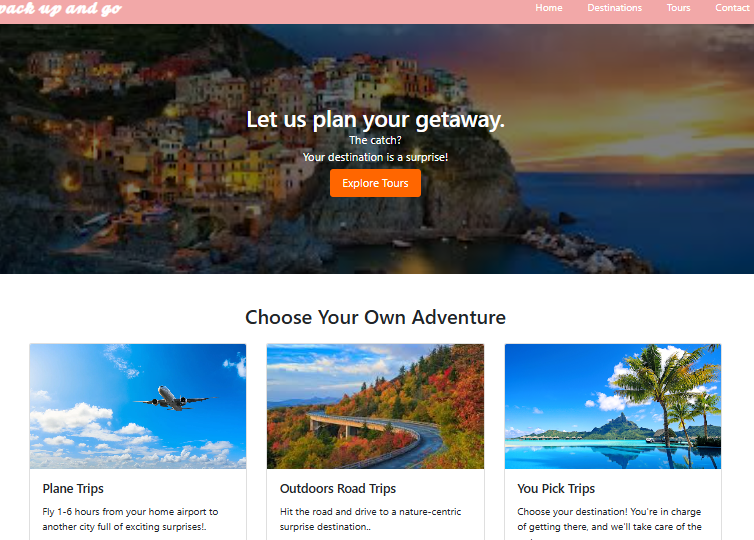 pack up and go
Home Destinations Tours Contact
Let us plan your getaway.
The catch?
Your destination is a surprise!
Explore Tours
Choose Your Own Adventure
Plane Trips
Fly 1-6 hours from your home airport to
another city full of exciting surprises!.
Outdoors Road Trips
Hit the road and drive to a nature-centric
surprise destination..
You Pick Trips
Choose your destination! You're in charge
of getting there, and we'll take care of the